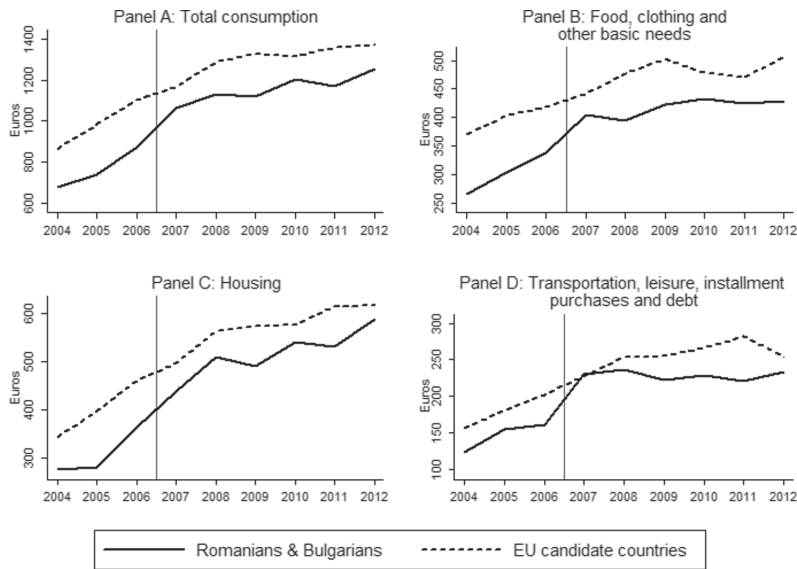 Panel A: Total consumption
Euros
1400
1200
1000
800
600
2004 2005 2006 2007 2008 2009 2010 2011 2012
Panel B: Food, clothing and
other basic needs
Euros
500
450
400
350
300
250
2004 2005 2006 2007 2008 2009 2010 2011 2012
Panel C: Housing
Euros
600
500
400
300
2004 2005 2006 2007 2008 2009 2010 2011 2012
Panel D: Transportation, leisure, installment
purchases and debt
Euros
300
250
200
150
100
2004 2005 2006 2007 2008 2009 2010 2011 2012
Romanians & Bulgarians
EU candidate countries